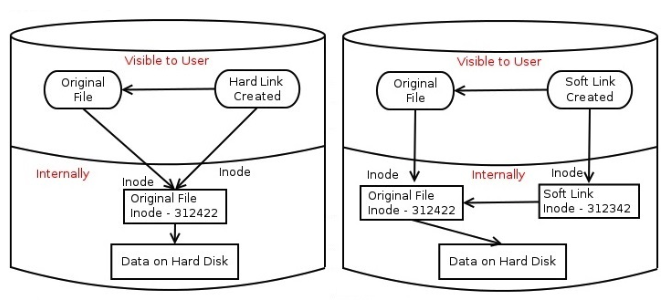 Visible to User
Original
File
Hard Link
Created
Internally
Inode
Inode
Original File
Inode - 312422
Data on Hard Disk
Visible to User
Original
File
Soft Link
Created
Inode
Internally
Inode
Original File
Inode - 312422
Soft Link
Inode - 312342
Data on Hard Disk